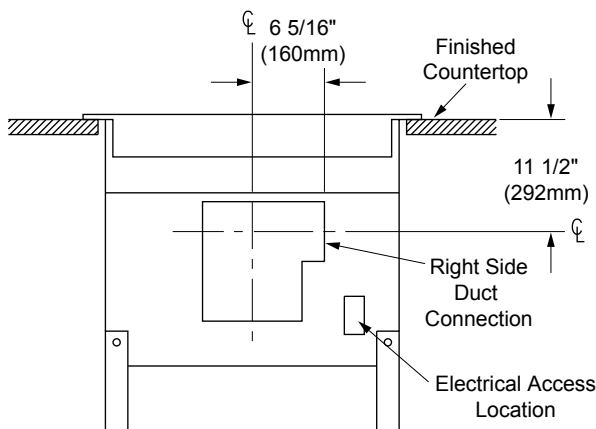 ℄
6 5/16"
(160mm)
Finished
Countertop
11 1/2"
(292mm)
℄
Right Side
Duct
Connection
Electrical Access
Location